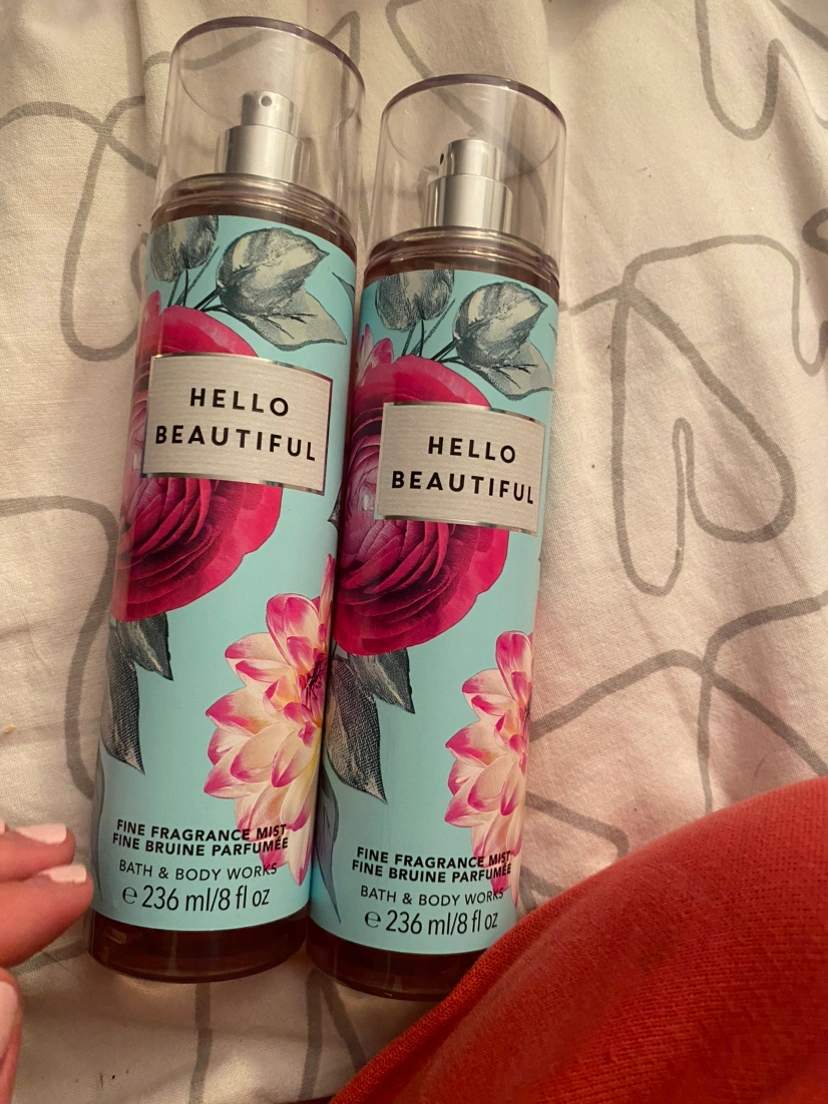 HELLO
BEAUTIFUL
FINE FRAGRANCE MIST
FINE BRUINE PARFUMÉE
BATH & BODY WORKS
℮ 236 ml/8 fl oz
HELLO
BEAUTIFUL
FINE FRAGRANCE MIST
FINE BRUINE PARFUMÉE
BATH & BODY WORKS
℮ 236 ml/8 fl oz